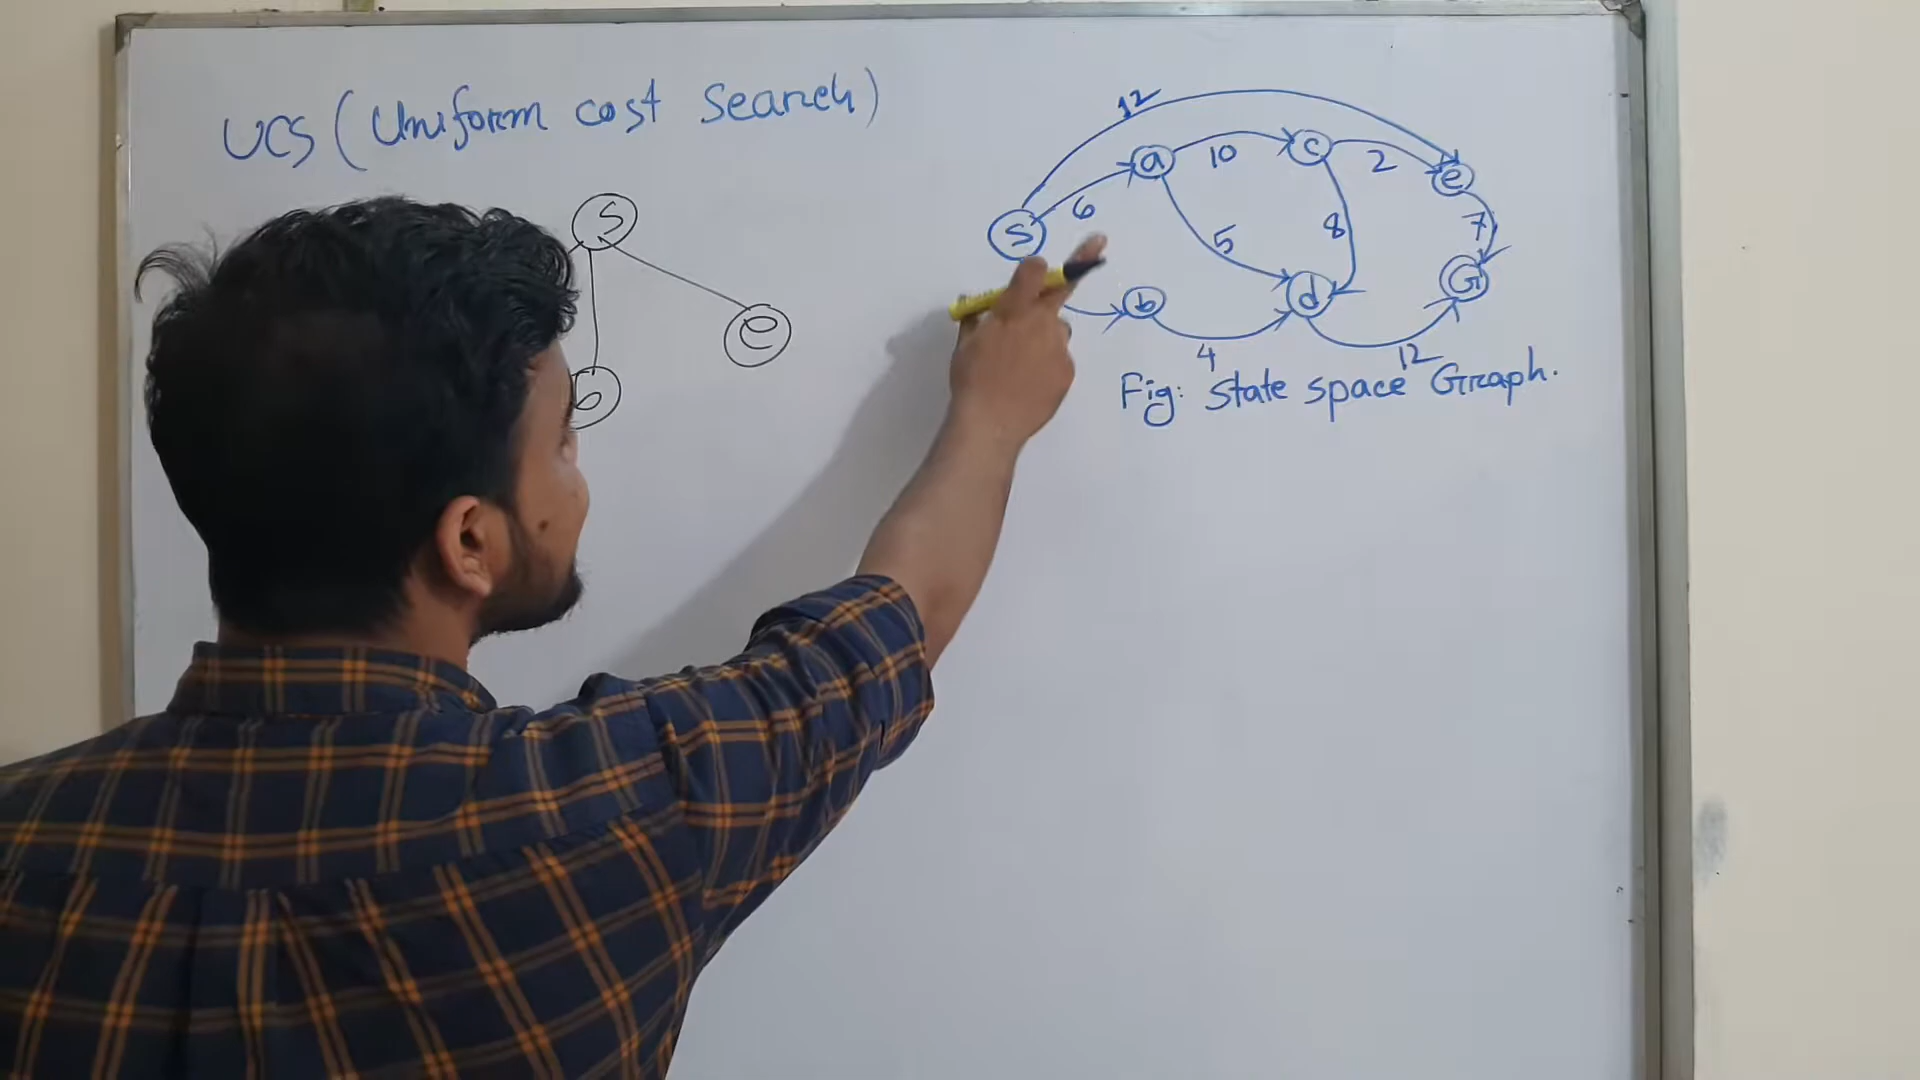 UCS (Uniform cost Search)
S
e
b
12
a
10
c
2
e
6
S
5
8
7
b
d
G
4
12
Fig: State space Graph.